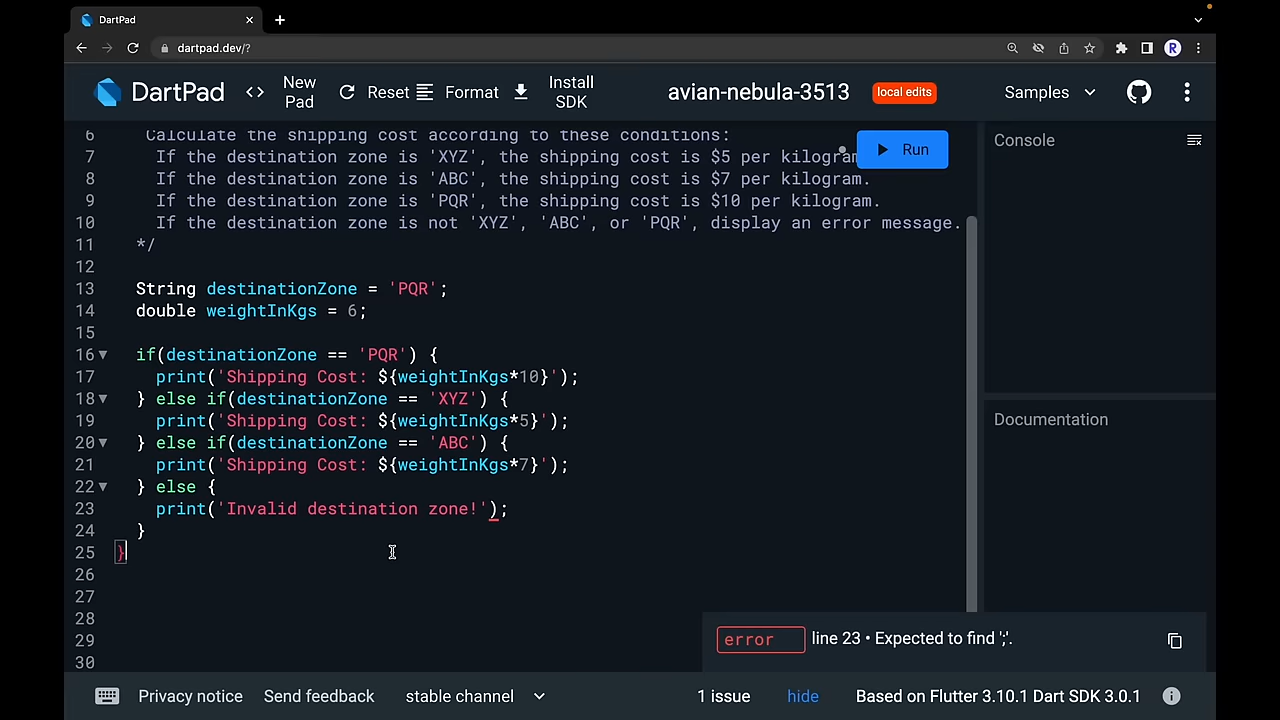 DartPad
dartpad.dev/?
R
DartPad
New Pad
Reset
Format
Install SDK
avian-nebula-3513
local edits
Samples
6 Calculate the shipping cost according to these conditions:
7 If the destination zone is 'XYZ', the shipping cost is $5 per kilogram
8 If the destination zone is 'ABC', the shipping cost is $7 per kilogram.
9 If the destination zone is 'PQR', the shipping cost is $10 per kilogram.
10 If the destination zone is not 'XYZ', 'ABC', or 'PQR', display an error message.
11 */
12
13 String destinationZone = 'PQR';
14 double weightInKgs = 6;
15
16 if(destinationZone == 'PQR') {
17 print('Shipping Cost: ${weightInKgs*10}');
18 } else if(destinationZone == 'XYZ') {
19 print('Shipping Cost: ${weightInKgs*5}');
20 } else if(destinationZone == 'ABC') {
21 print('Shipping Cost: ${weightInKgs*7}');
22 } else {
23 print('Invalid destination zone!');
24 }
25 }
26
27
28
29
30
Run
Console
Documentation
error line 23 • Expected to find ';'.
Privacy notice
Send feedback
stable channel
1 issue
hide
Based on Flutter 3.10.1 Dart SDK 3.0.1